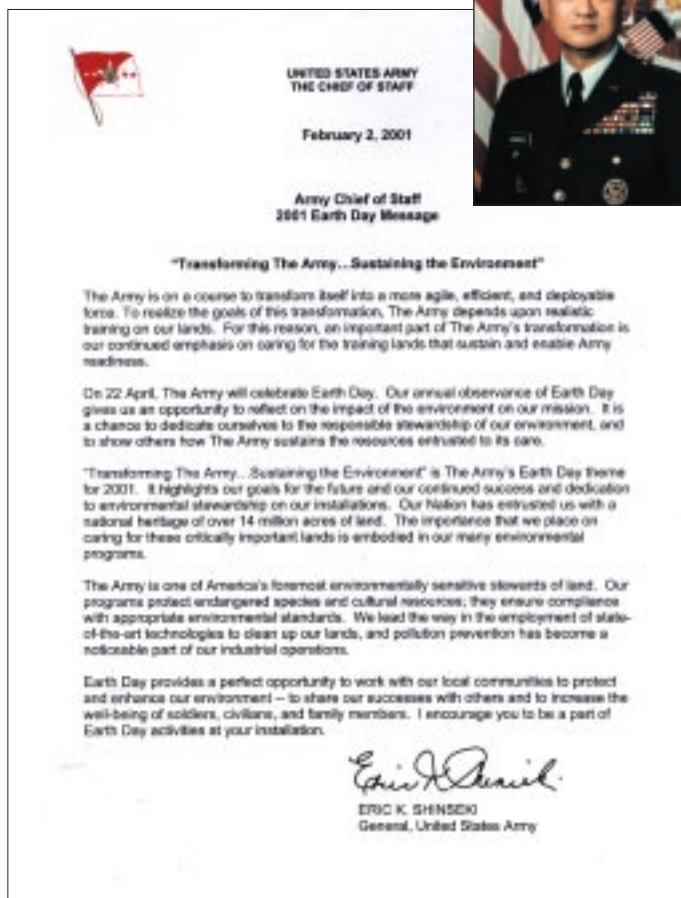 UNITED STATES ARMY
THE CHIEF OF STAFF
February 2, 2001
Army Chief of Staff
2001 Earth Day Message
"Transforming The Army...Sustaining the Environment"
The Army is on a course to transform itself into a more agile, efficient, and deployable
force. To realize the goals of this transformation, The Army depends upon realistic
training on our lands. For this reason, an important part of The Army's transformation is
our continued emphasis on caring for the training lands that sustain and enable Army
readiness.
On 22 April, The Army will celebrate Earth Day. Our annual observance of Earth Day
gives us an opportunity to reflect on the impact of the environment on our mission. It is
a chance to dedicate ourselves to the responsible stewardship of our environment, and
to show others how The Army sustains the resources entrusted to its care.
"Transforming The Army...Sustaining the Environment" is The Army's Earth Day theme
for 2001. It highlights our goals for the future and our continued success and dedication
to environmental stewardship on our installations. Our Nation has entrusted us with a
national heritage of over 14 million acres of land. The importance that we place on
caring for these critically important lands is embodied in our many environmental
programs.
The Army is one of America's foremost environmentally sensitive stewards of land. Our
programs protect endangered species and cultural resources; they ensure compliance
with appropriate environmental standards. We lead the way in the employment of state-
of-the-art technologies to clean up our lands, and pollution prevention has become a
noticeable part of our industrial operations.
Earth Day provides a perfect opportunity to work with our local communities to protect
and enhance our environment -- to share our successes with others and to increase the
well-being of soldiers, civilians, and family members. I encourage you to be a part of
Earth Day activities at your installation.
Eric K. Shinseki
ERIC K. SHINSEKI
General, United States Army